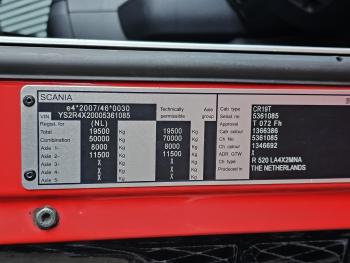 SCANIA
e4*2007/46*0030
VIN YS2R4X20005361085
Regist. for (NL) Technically permissible Axle group
Total 19500 Kg 19500 Kg
Combination 50000 Kg 70000 Kg
Axle 1- 8000 Kg 8000 Kg
Axle 2- 11500 Kg 11500 Kg
Axle 3- Kg Kg
Axle 4- Kg Kg
Axle 5 Kg Kg
Cab type CR19T
Serial no 5361085
Approval T 072 Fh
Cab colour 1366386
Ch No. 5361085
Ch. colour 1346692
ADR GTW X
Ch type R 520 LA4X2MNA
Produced in THE NETHERLANDS